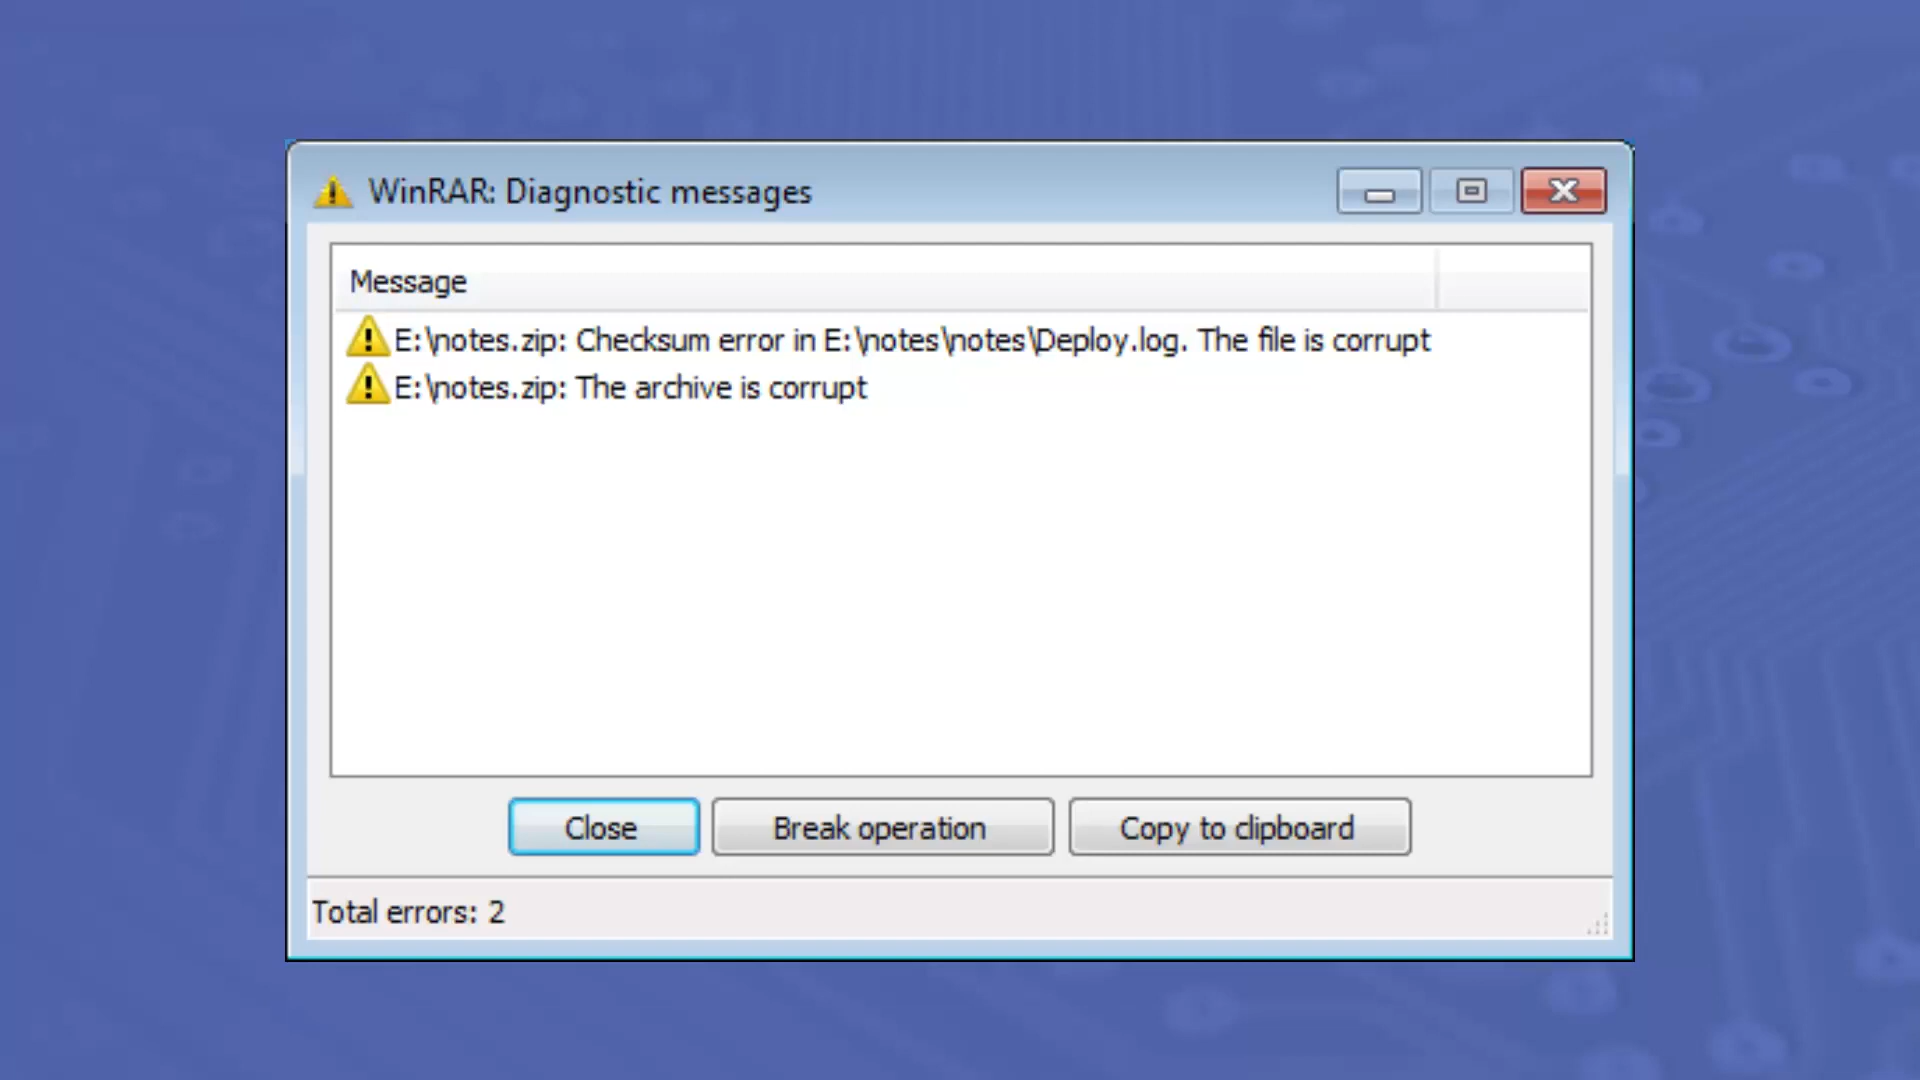 WinRAR: Diagnostic messages
Message
E:\notes.zip: Checksum error in E:\notes\notes\Deploy.log. The file is corrupt
E:\notes.zip: The archive is corrupt
Close Break operation Copy to clipboard
Total errors: 2